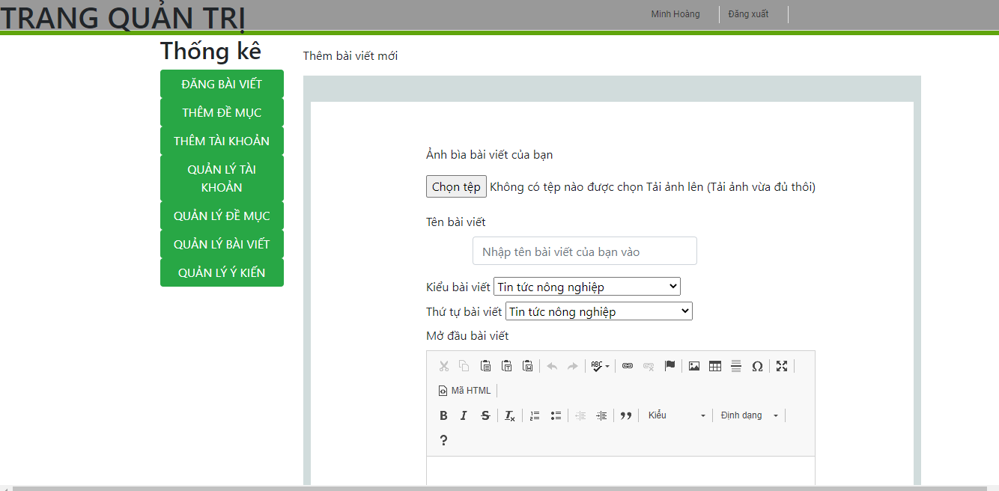 TRANG QUẢN TRỊ
Minh Hoàng
Đăng xuất
Thống kê
ĐĂNG BÀI VIẾT
THÊM ĐỀ MỤC
THÊM TÀI KHOẢN
QUẢN LÝ TÀI
KHOẢN
QUẢN LÝ ĐỀ MỤC
QUẢN LÝ BÀI VIẾT
QUẢN LÝ Ý KIẾN
Thêm bài viết mới
Ảnh bìa bài viết của bạn
Chọn tệp Không có tệp nào được chọn Tải ảnh lên (Tải ảnh vừa đủ thôi)
Tên bài viết
Nhập tên bài viết của bạn vào
Kiểu bài viết Tin tức nông nghiệp
Thứ tự bài viết Tin tức nông nghiệp
Mở đầu bài viết
ABC
Ω
Mã HTML
B I S Tx Kiểu Định dạng
?